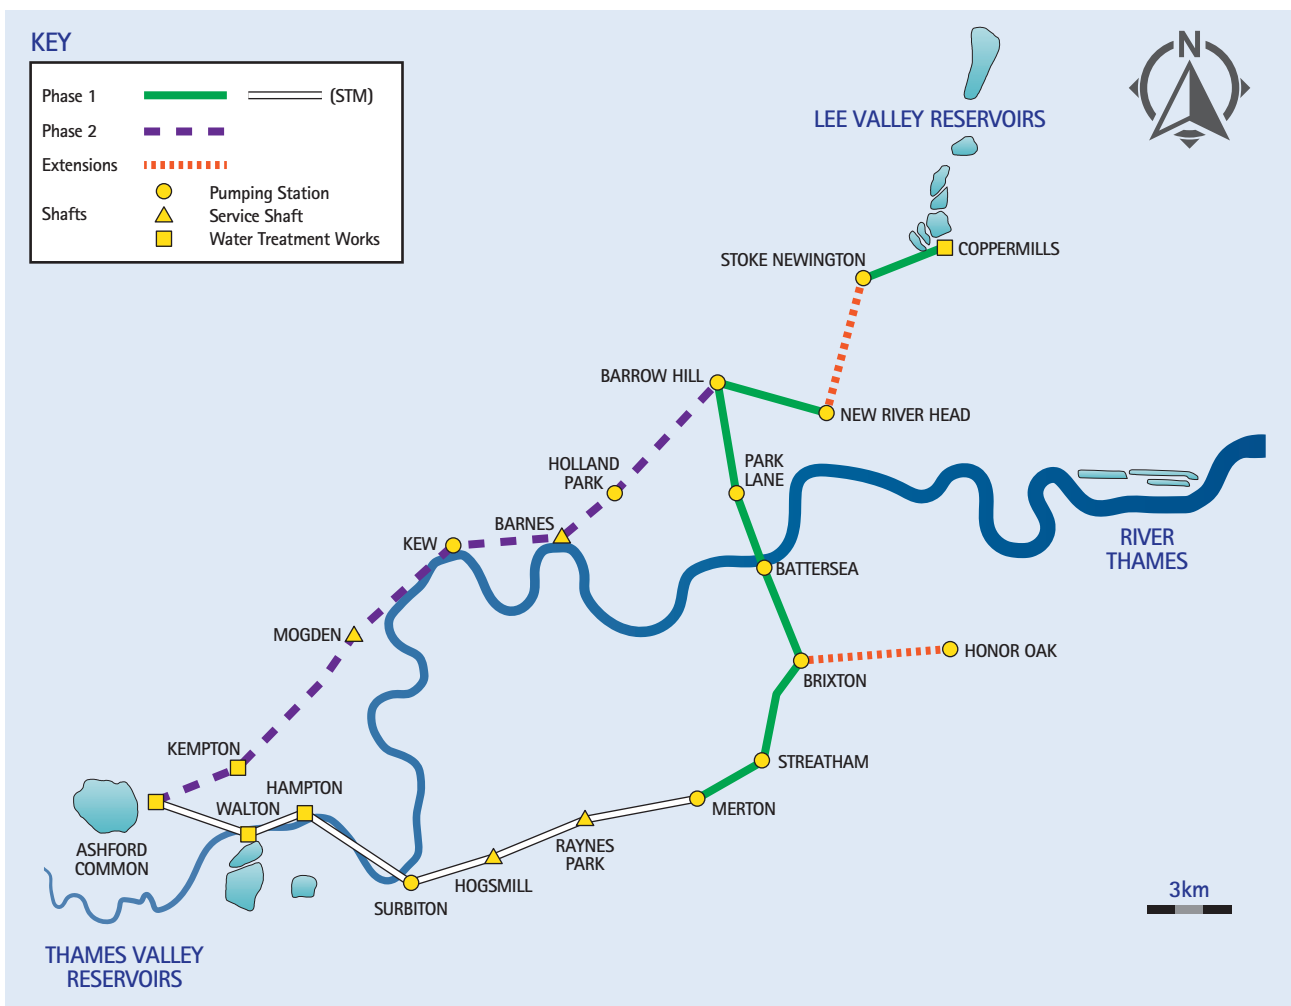 KEY
Phase 1
(STM)
Phase 2
Extensions
Shafts
Pumping Station
Service Shaft
Water Treatment Works
N
LEE VALLEY RESERVOIRS
COPPERMILLS
STOKE NEWINGTON
BARROW HILL
NEW RIVER HEAD
HOLLAND
PARK
PARK
LANE
BARNES
KEW
RIVER
THAMES
BATTERSEA
MOGDEN
HONOR OAK
BRIXTON
KEMPTON
STREATHAM
HAMPTON
WALTON
MERTON
ASHFORD
COMMON
RAYNES
PARK
HOGSMILL
SURBITON
3km
THAMES VALLEY
RESERVOIRS